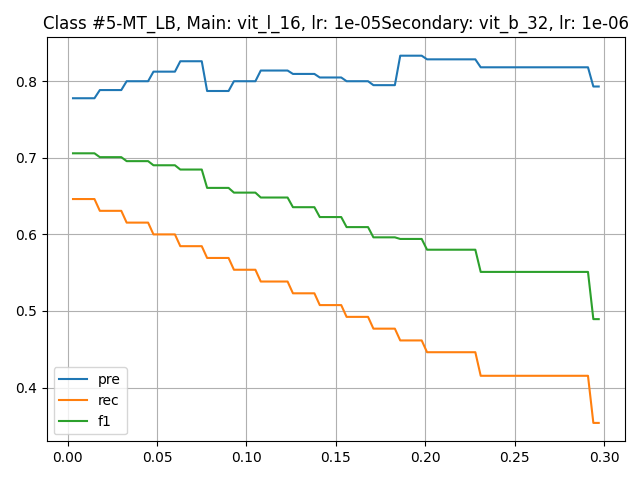 Class #5-MT_LB, Main: vit_l_16, lr: 1e-05Secondary: vit_b_32, lr: 1e-06
0.8
0.7
0.6
0.5
0.4
pre
rec
f1
0.00 0.05 0.10 0.15 0.20 0.25 0.30